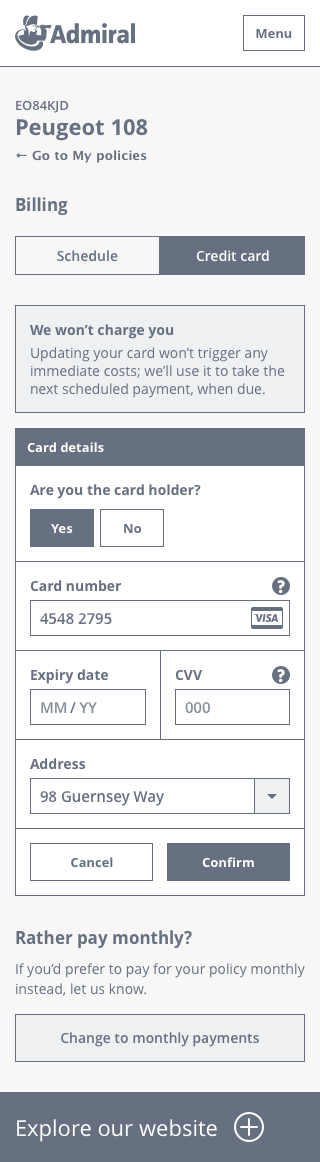 Admiral
Menu
EO84KJD
Peugeot 108
← Go to My policies
Billing
Schedule
Credit card
We won’t charge you
Updating your card won’t trigger any
immediate costs; we’ll use it to take the
next scheduled payment, when due.
Card details
Are you the card holder?
Yes
No
Card number
?
4548 2795
VISA
Expiry date
CVV
?
MM / YY
000
Address
98 Guernsey Way
Cancel
Confirm
Rather pay monthly?
If you’d prefer to pay for your policy monthly
instead, let us know.
Change to monthly payments
Explore our website